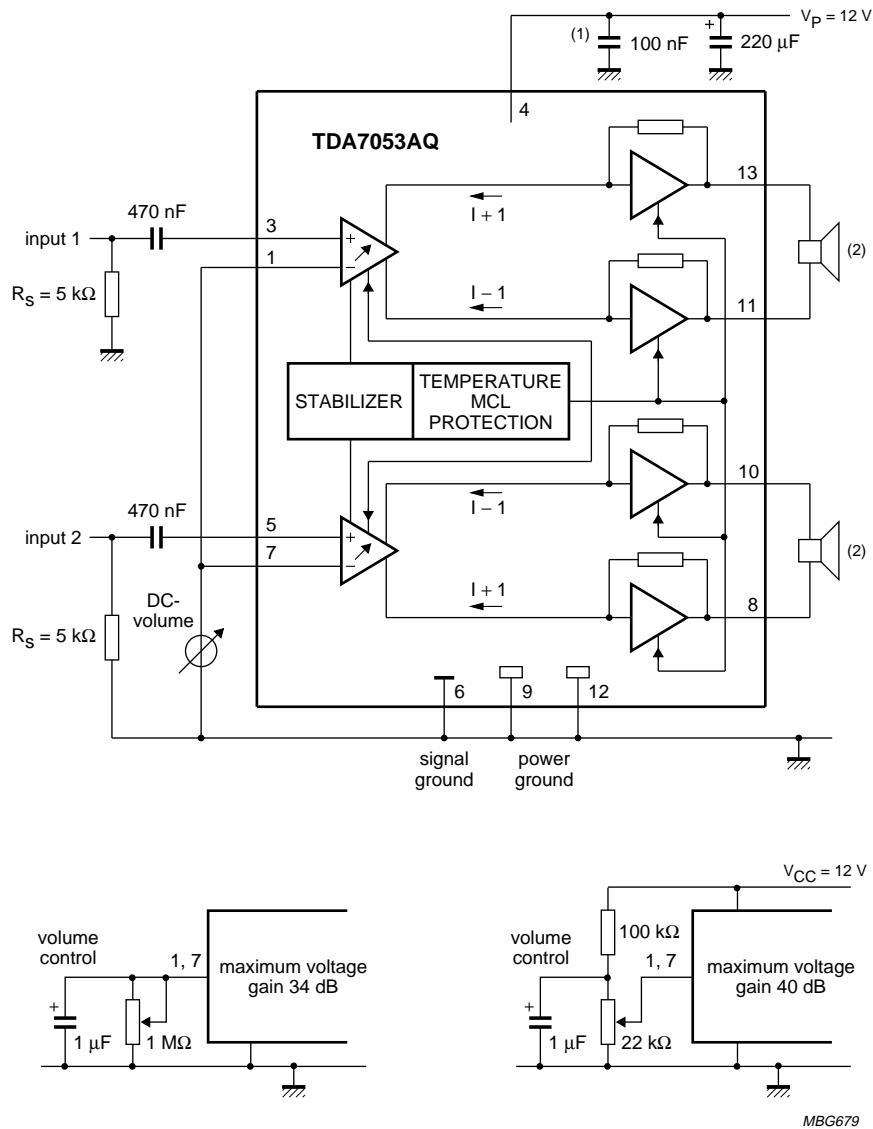 V_P = 12 V
(1)
100 nF
220 μF
+
4
TDA7053AQ
13
470 nF
3
I + 1
input 1
+
(2)
1
−
I − 1
R_S = 5 kΩ
11
STABILIZER
TEMPERATURE
MCL
PROTECTION
470 nF
10
input 2
5
+
I − 1
7
−
(2)
DC-
volume
I + 1
8
R_S = 5 kΩ
6
9
12
signal
ground
power
ground
volume
control
1, 7
maximum voltage
gain 34 dB
+
1 μF
1 MΩ
V_CC = 12 V
100 kΩ
volume
control
1, 7
maximum voltage
gain 40 dB
+
1 μF
22 kΩ
MBG679